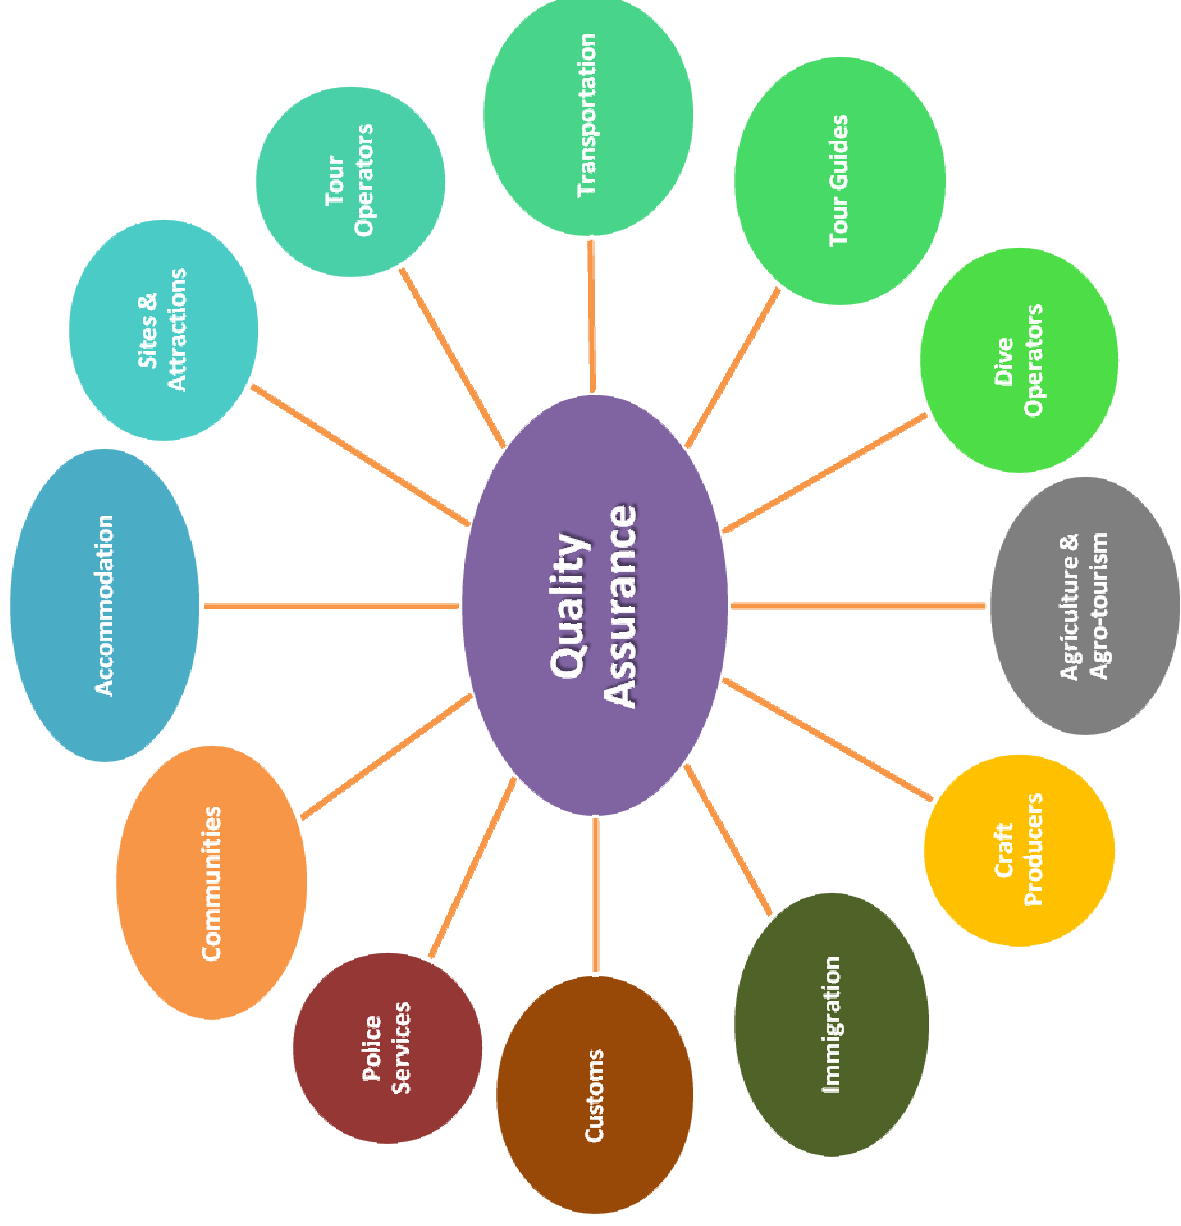 Quality
Assurance
Accommodation
Sites &
Attractions
Tour
Operators
Transportation
Tour Guides
Dive
Operators
Agriculture &
Agro-tourism
Craft
Producers
Immigration
Customs
Police
Services
Communities